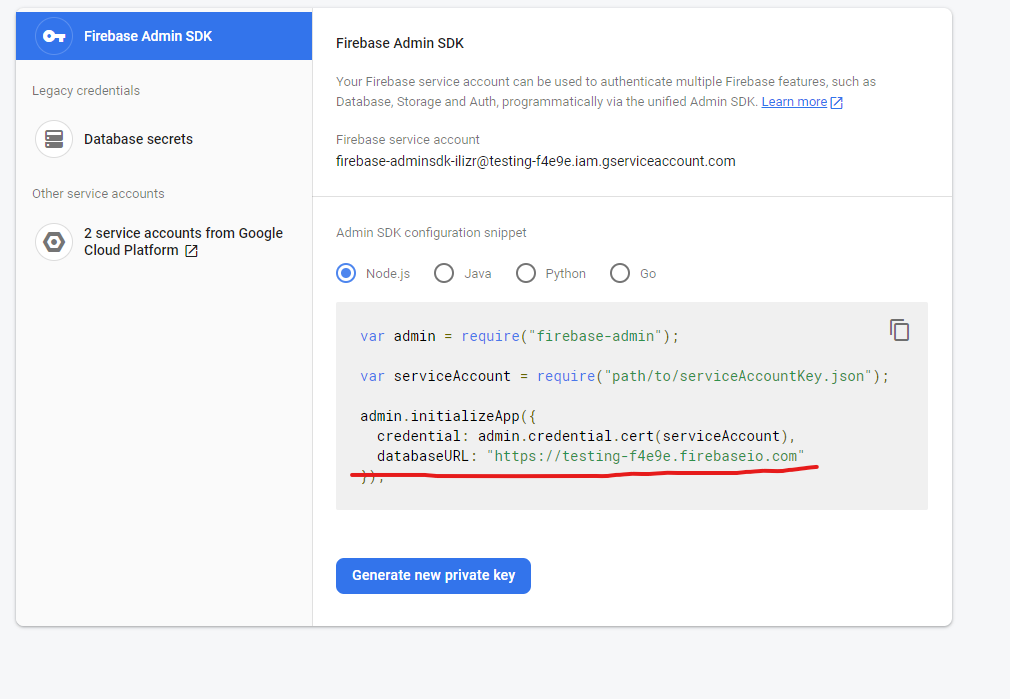 Firebase Admin SDK
Legacy credentials
Database secrets
Other service accounts
2 service accounts from Google
Cloud Platform
Firebase Admin SDK
Your Firebase service account can be used to authenticate multiple Firebase features, such as
Database, Storage and Auth, programmatically via the unified Admin SDK. Learn more
Firebase service account
firebase-adminsdk-ilizr@testing-f4e9e.iam.gserviceaccount.com
Admin SDK configuration snippet
Node.js Java Python Go
var admin = require("firebase-admin");
var serviceAccount = require("path/to/serviceAccountKey.json");
admin.initializeApp({
  credential: admin.credential.cert(serviceAccount),
  databaseURL: "https://testing-f4e9e.firebaseio.com"
});
Generate new private key